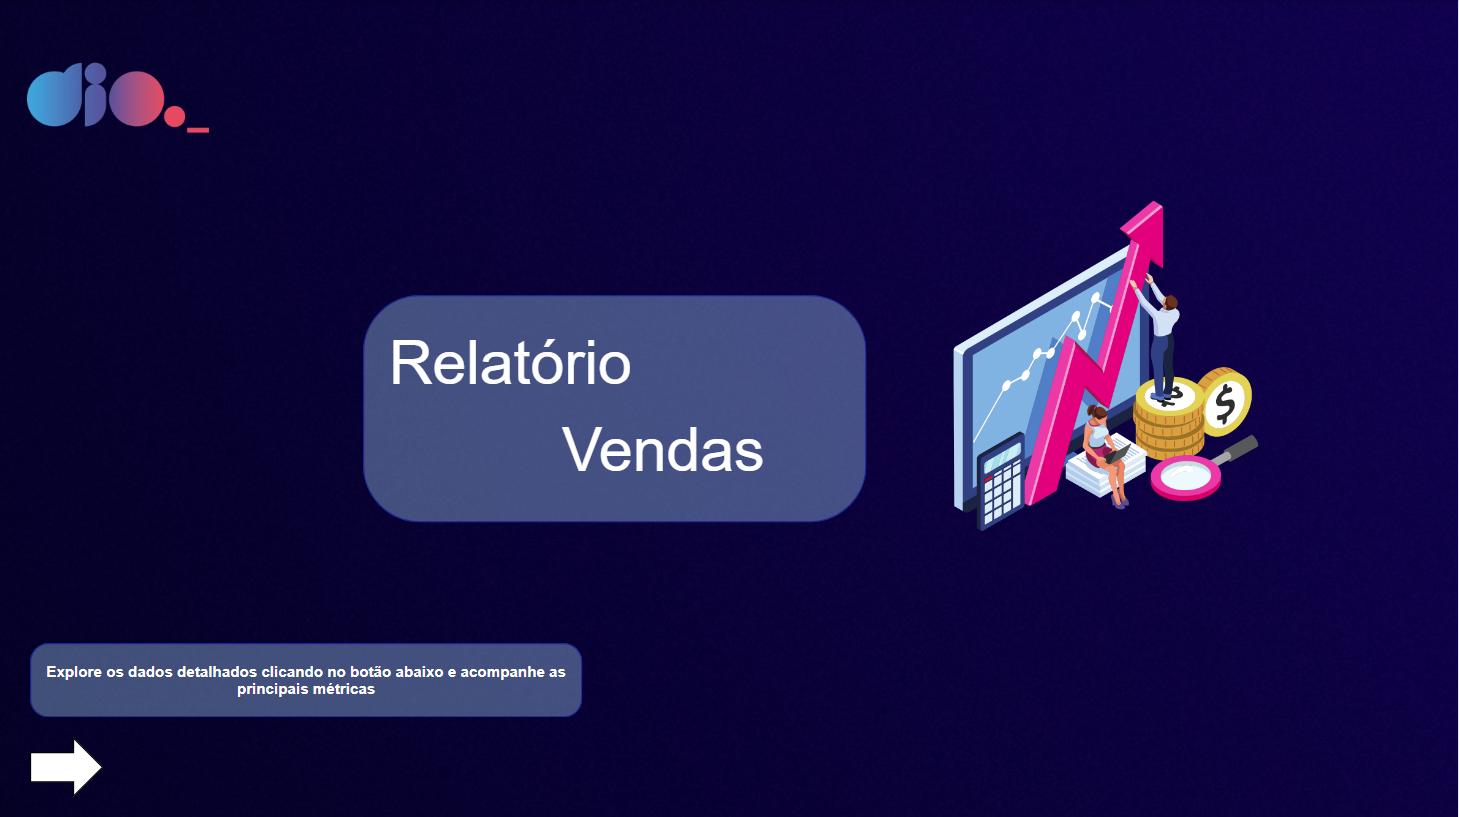 dio._
Relatório
Vendas
$
Explore os dados detalhados clicando no botão abaixo e acompanhe as
principais métricas